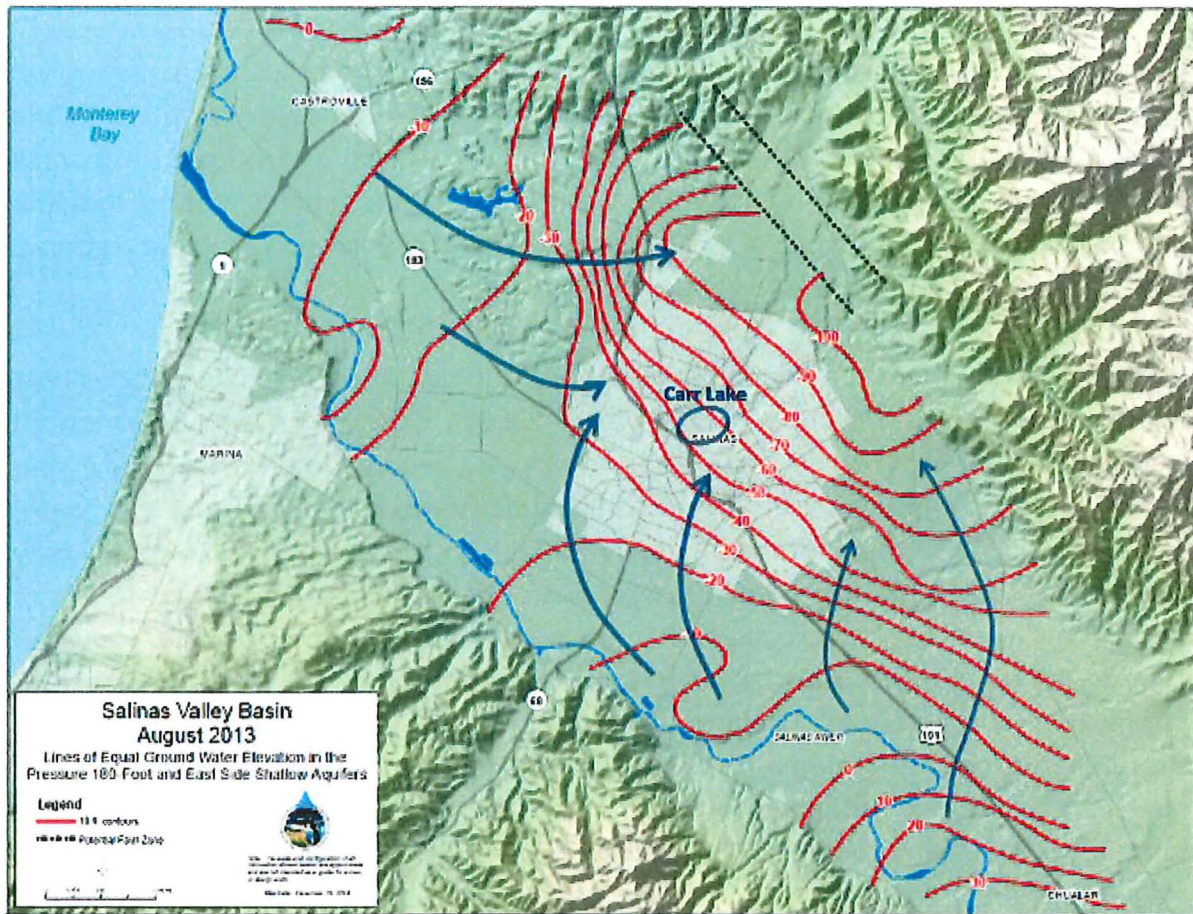 0
156
CASTROVILLE
Monterey
Bay
-10
20
-30
183
1
-100
-90
Carr Lake
SALINAS
-80
-70
-60
-50
-40
-30
-20
MARINA
68
SALINAS RIVER
101
0
10
20
30
CHUALAR
Salinas Valley Basin
August 2013
Lines of Equal Ground Water Elevation in the
Pressure 180-Foot and East Side Shallow Aquifers
Legend
10 ft contours
Potential Fault Zone